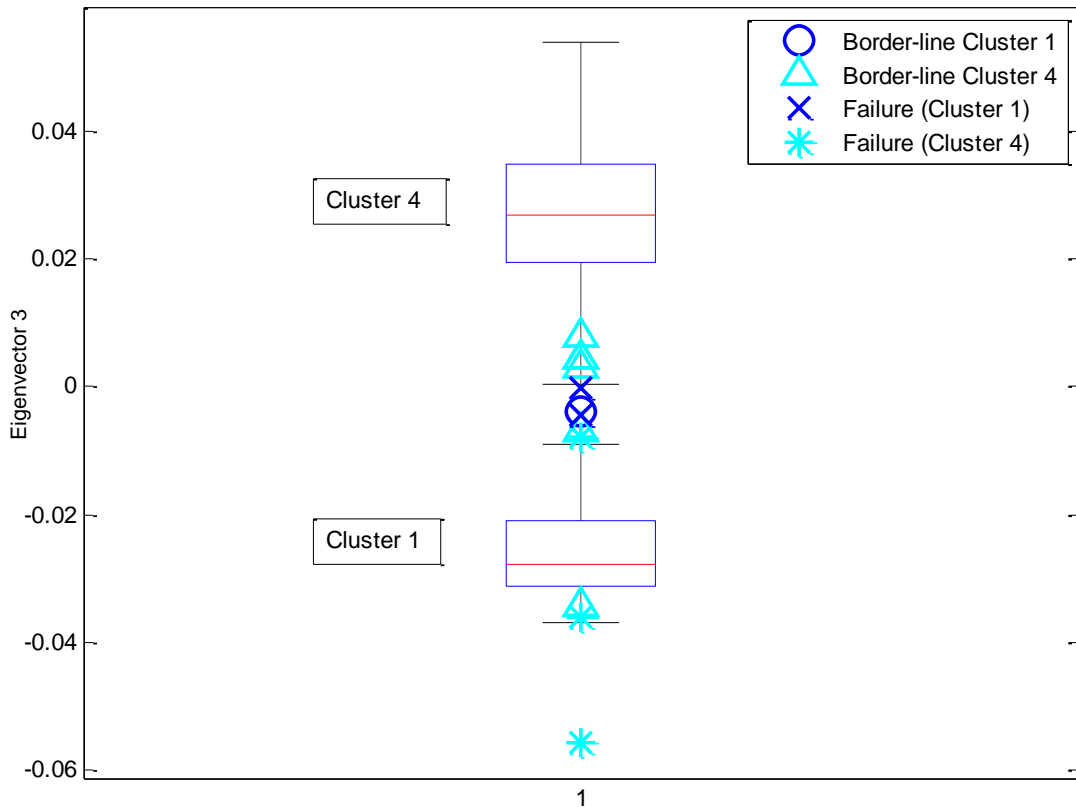 Border-line Cluster 1
Border-line Cluster 4
Failure (Cluster 1)
Failure (Cluster 4)
0.04
Cluster 4
0.02
Eigenvector 3
0
-0.02
Cluster 1
-0.04
-0.06
1